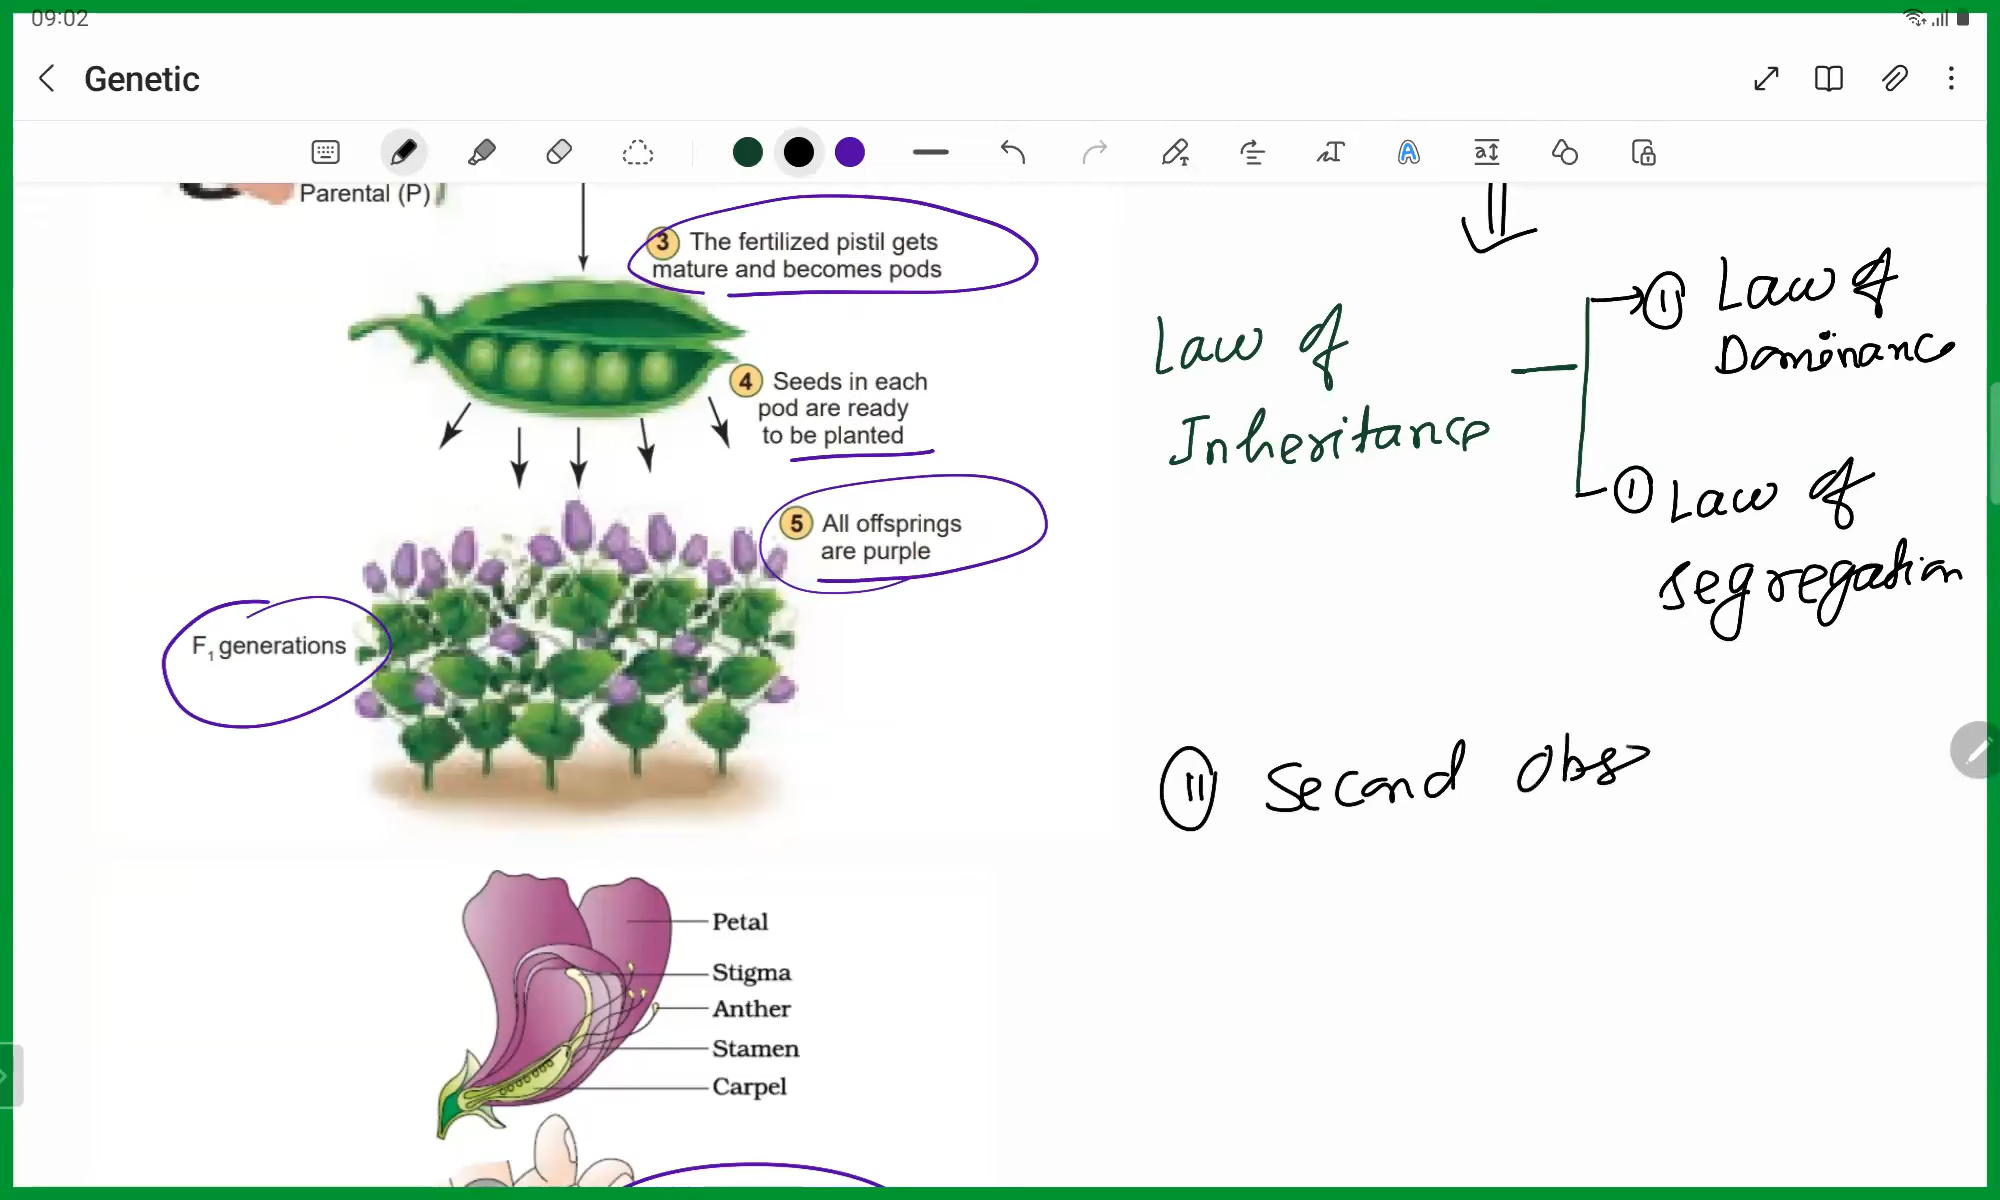 09:02
Genetic
Parental (P)
3 The fertilized pistil gets
mature and becomes pods
4 Seeds in each
pod are ready
to be planted
5 All offsprings
are purple
F1 generations
Petal
Stigma
Anther
Stamen
Carpel
Law of
Inheritance
Law of
Dominance
Law of
Segregation
II Second Obs